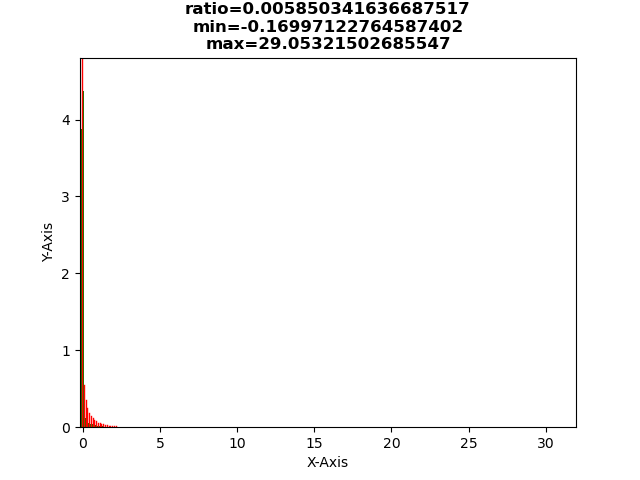 ratio=0.005850341636687517
min=-0.16997122764587402
max=29.05321502685547
4
3
2
1
0
Y-Axis
0 5 10 15 20 25 30
X-Axis